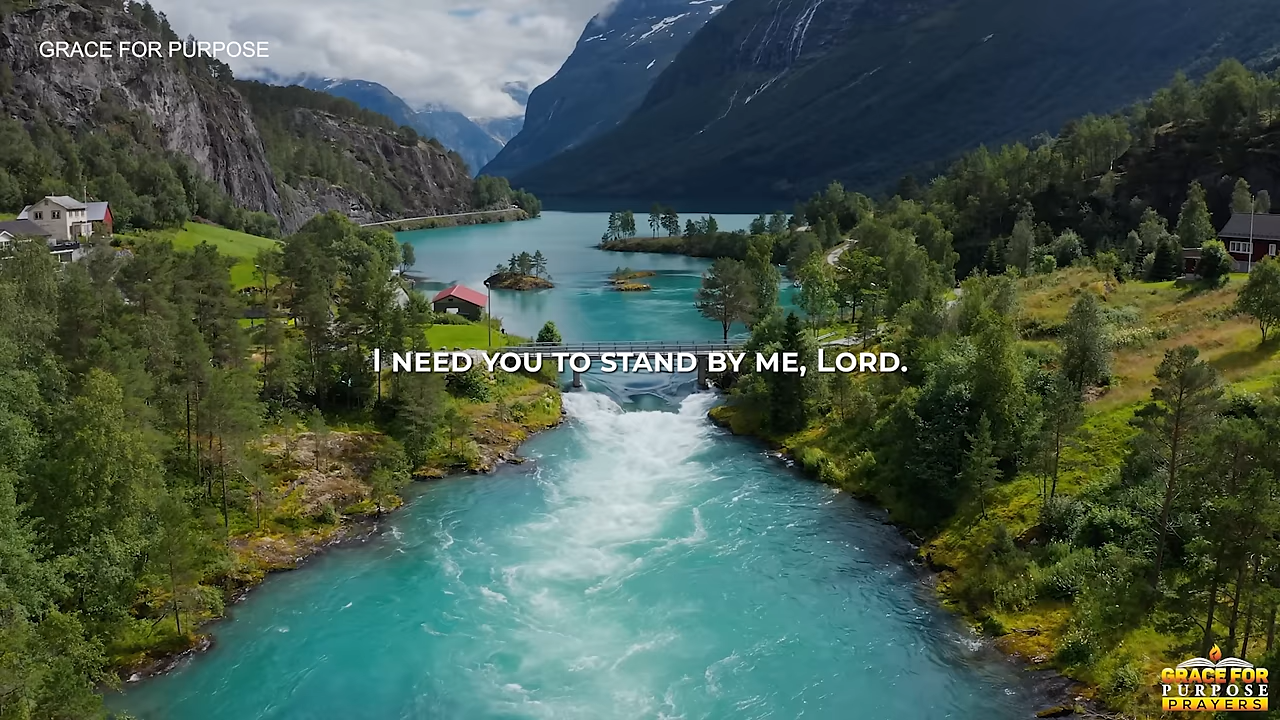 GRACE FOR PURPOSE
I NEED YOU TO STAND BY ME, LORD.
GRACE FOR
PURPOSE
PRAYERS